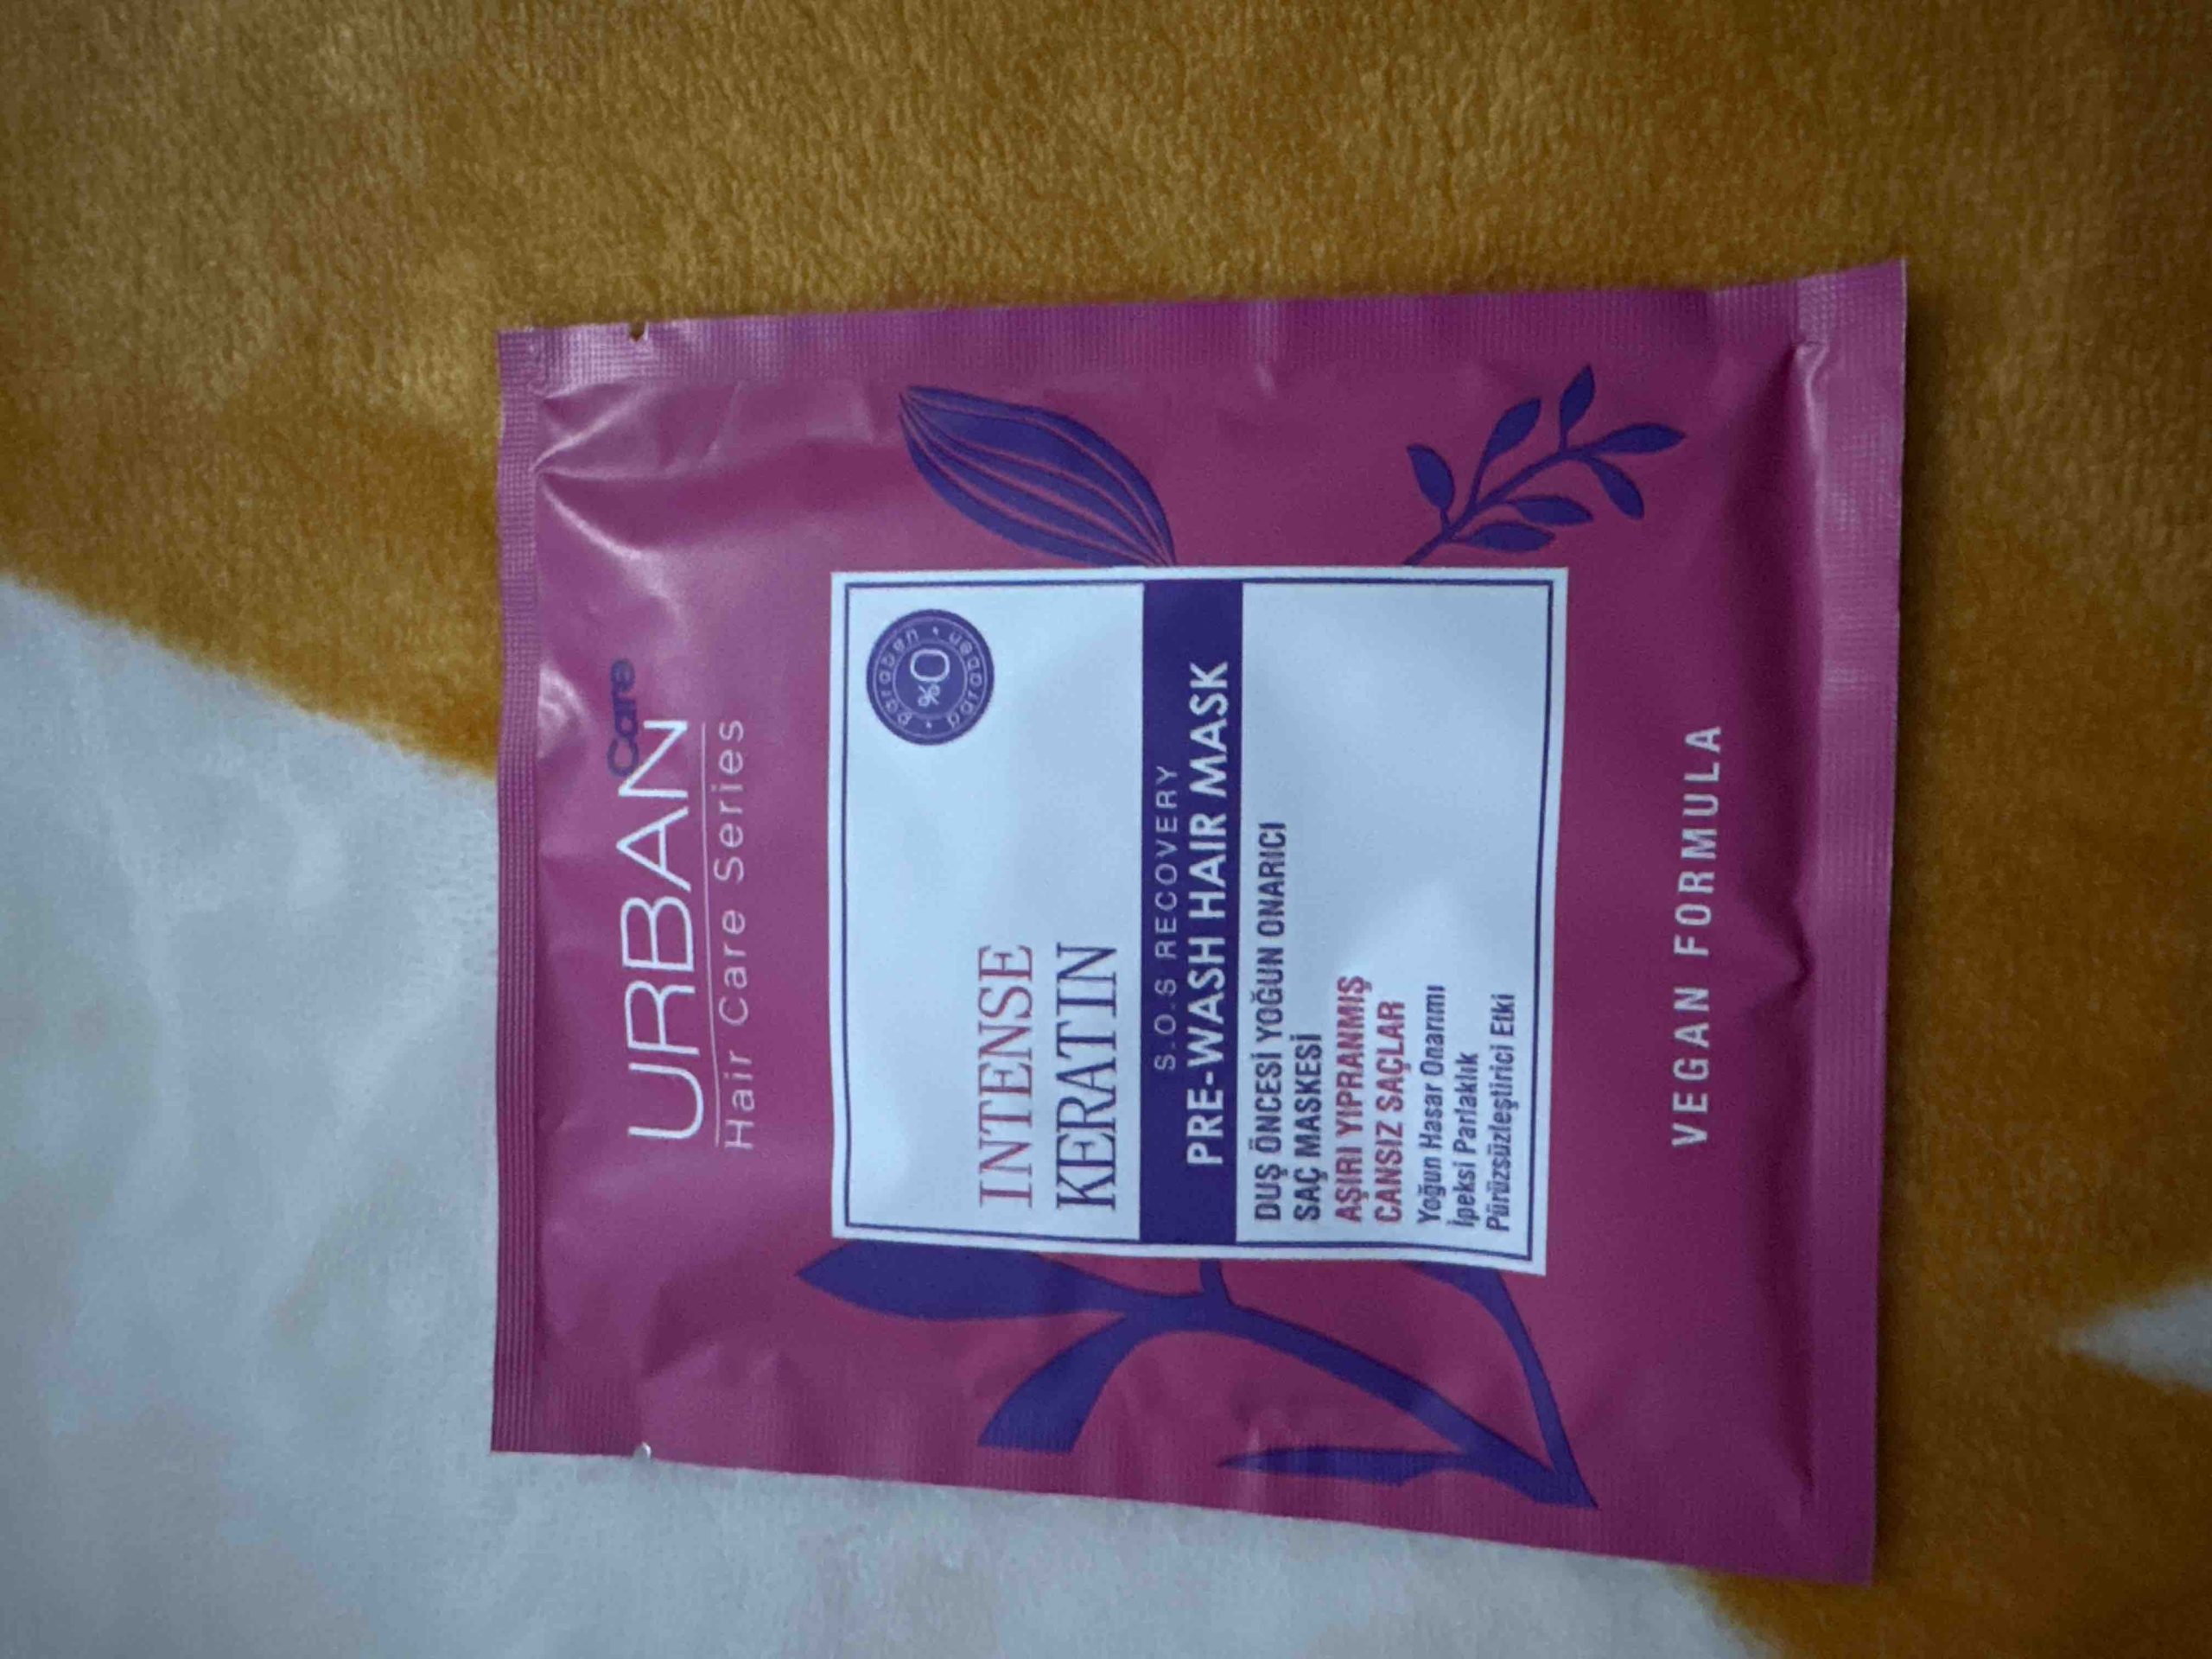 URBAN Care
Hair Care Series
paraben • paraben •
%0
INTENSE
KERATIN
S.O.S RECOVERY
PRE-WASH HAIR MASK
DUŞ ÖNCESİ YOĞUN ONARICI
SAÇ MASKESİ
AŞIRI YIPRANMIŞ
CANSIZ SAÇLAR
Yoğun Hasar Onarımı
İpeksi Parlaklık
Pürüzsüzleştirici Etki
VEGAN FORMULA